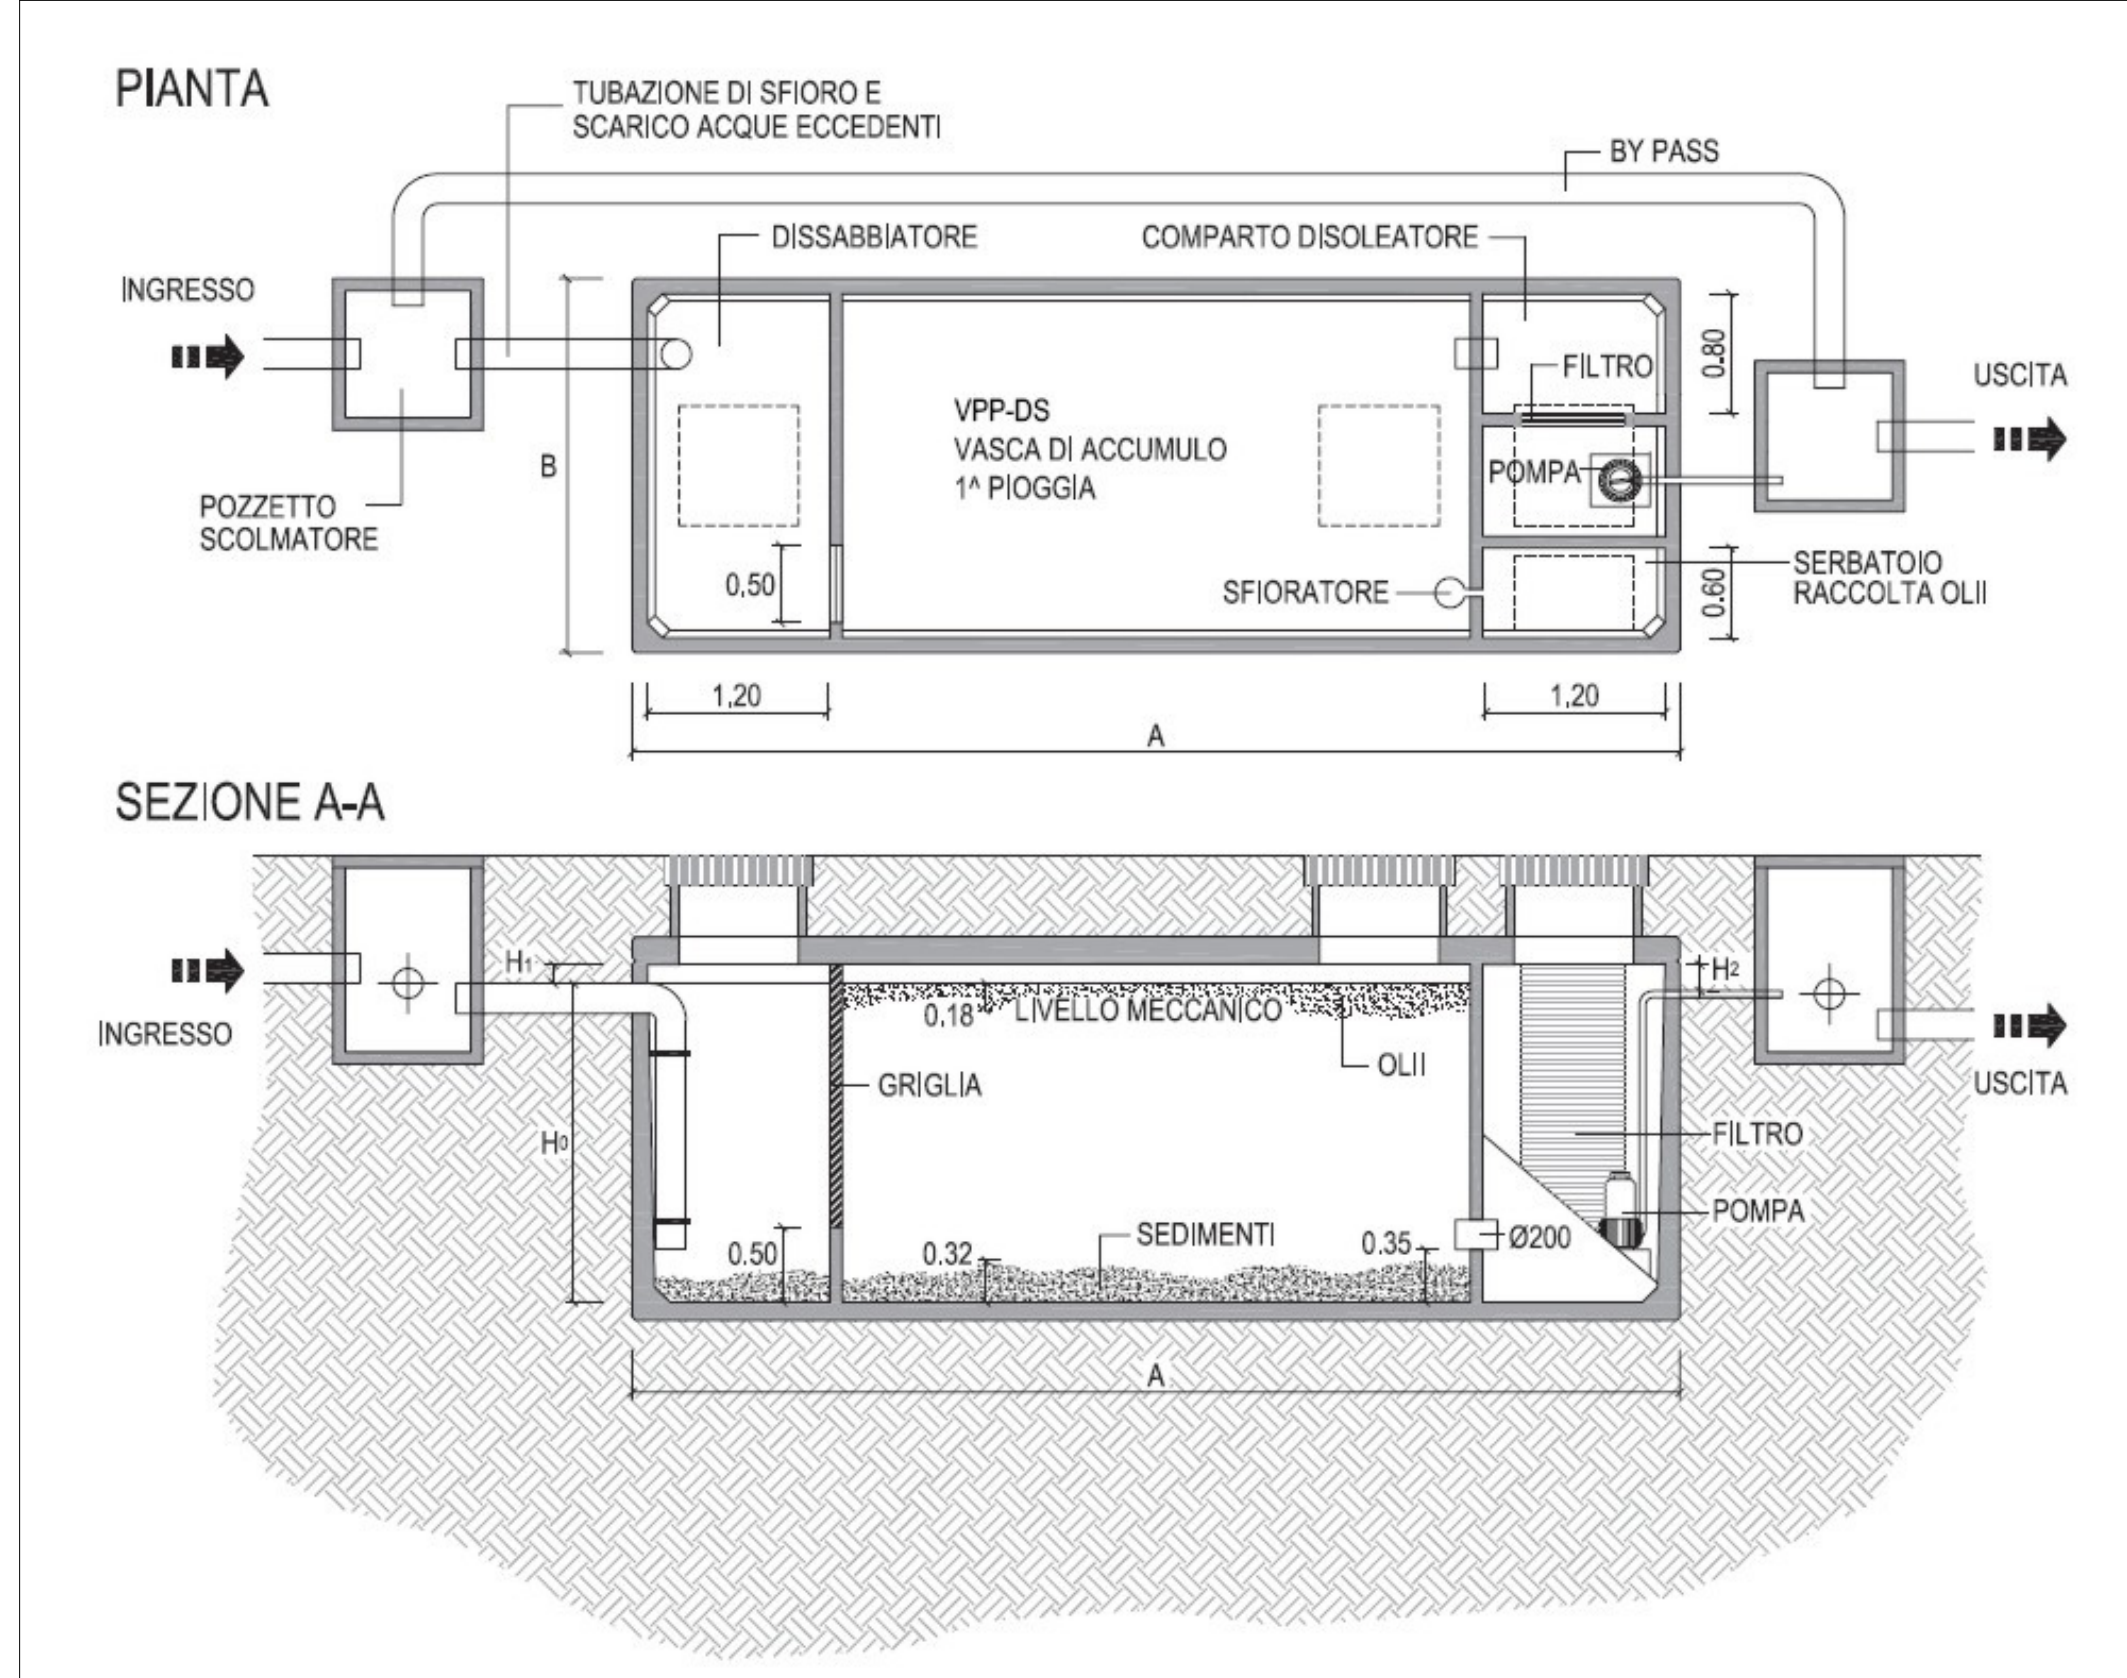 PIANTA
TUBAZIONE DI SFIORO E
SCARICO ACQUE ECCEDENTI
BY PASS
DISSABBIATORE
COMPARTO DISOLEATORE
INGRESSO
0.80
FILTRO
USCITA
VPP-DS
VASCA DI ACCUMULO
1^ PIOGGIA
B
POMPA
POZZETTO
SCOLMATORE
0,50
SFIORATORE
0.60
SERBATOIO
RACCOLTA OLII
1,20
1,20
A
SEZIONE A-A
H1
H2
INGRESSO
0.18
LIVELLO MECCANICO
OLII
GRIGLIA
USCITA
H0
FILTRO
POMPA
SEDIMENTI
0.50
0.32
0.35
Ø200
A